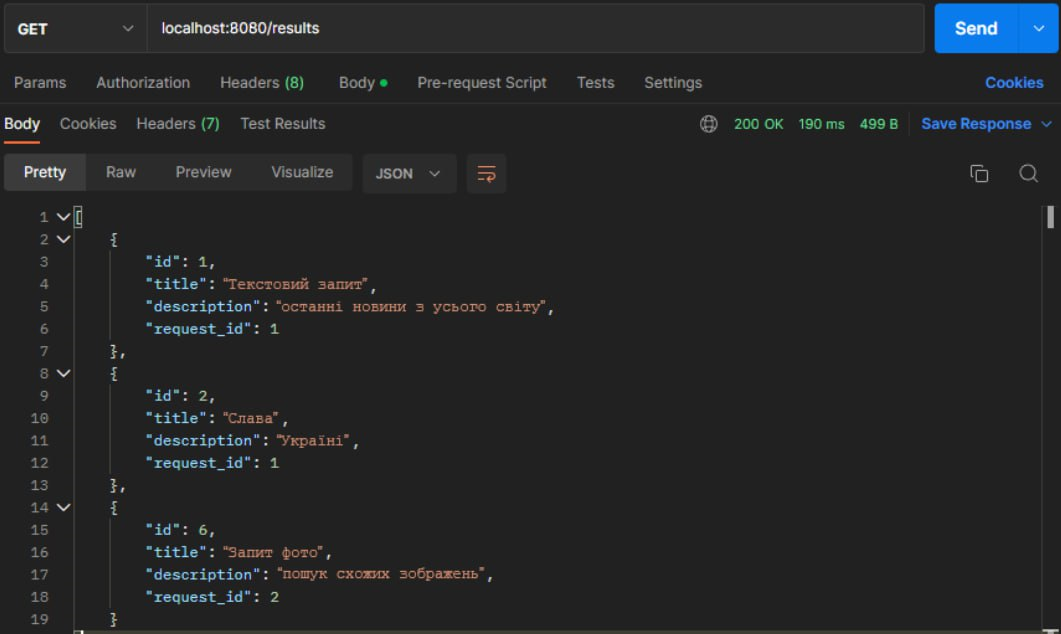 GET localhost:8080/results Send
Params Authorization Headers (8) Body Pre-request Script Tests Settings Cookies
Body Cookies Headers (7) Test Results 200 OK 190 ms 499 B Save Response
Pretty Raw Preview Visualize JSON
1 [
2 {
3 "id": 1,
4 "title": "Текстовий запит",
5 "description": "останні новини з усього світу",
6 "request_id": 1
7 },
8 {
9 "id": 2,
10 "title": "Слава",
11 "description": "Україні",
12 "request_id": 1
13 },
14 {
15 "id": 6,
16 "title": "Запит фото",
17 "description": "пошук схожих зображень",
18 "request_id": 2
19 }